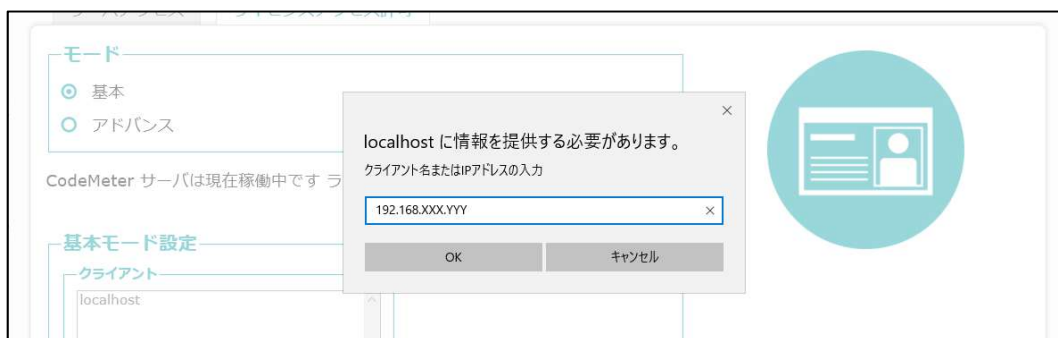 モード
基本
アドバンス
CodeMeter サーバは現在稼働中です ラ
基本モード設定
クライアント
localhost
localhost に情報を提供する必要があります。
クライアント名またはIPアドレスの入力
192.168.XXX.YYY
OK
キャンセル